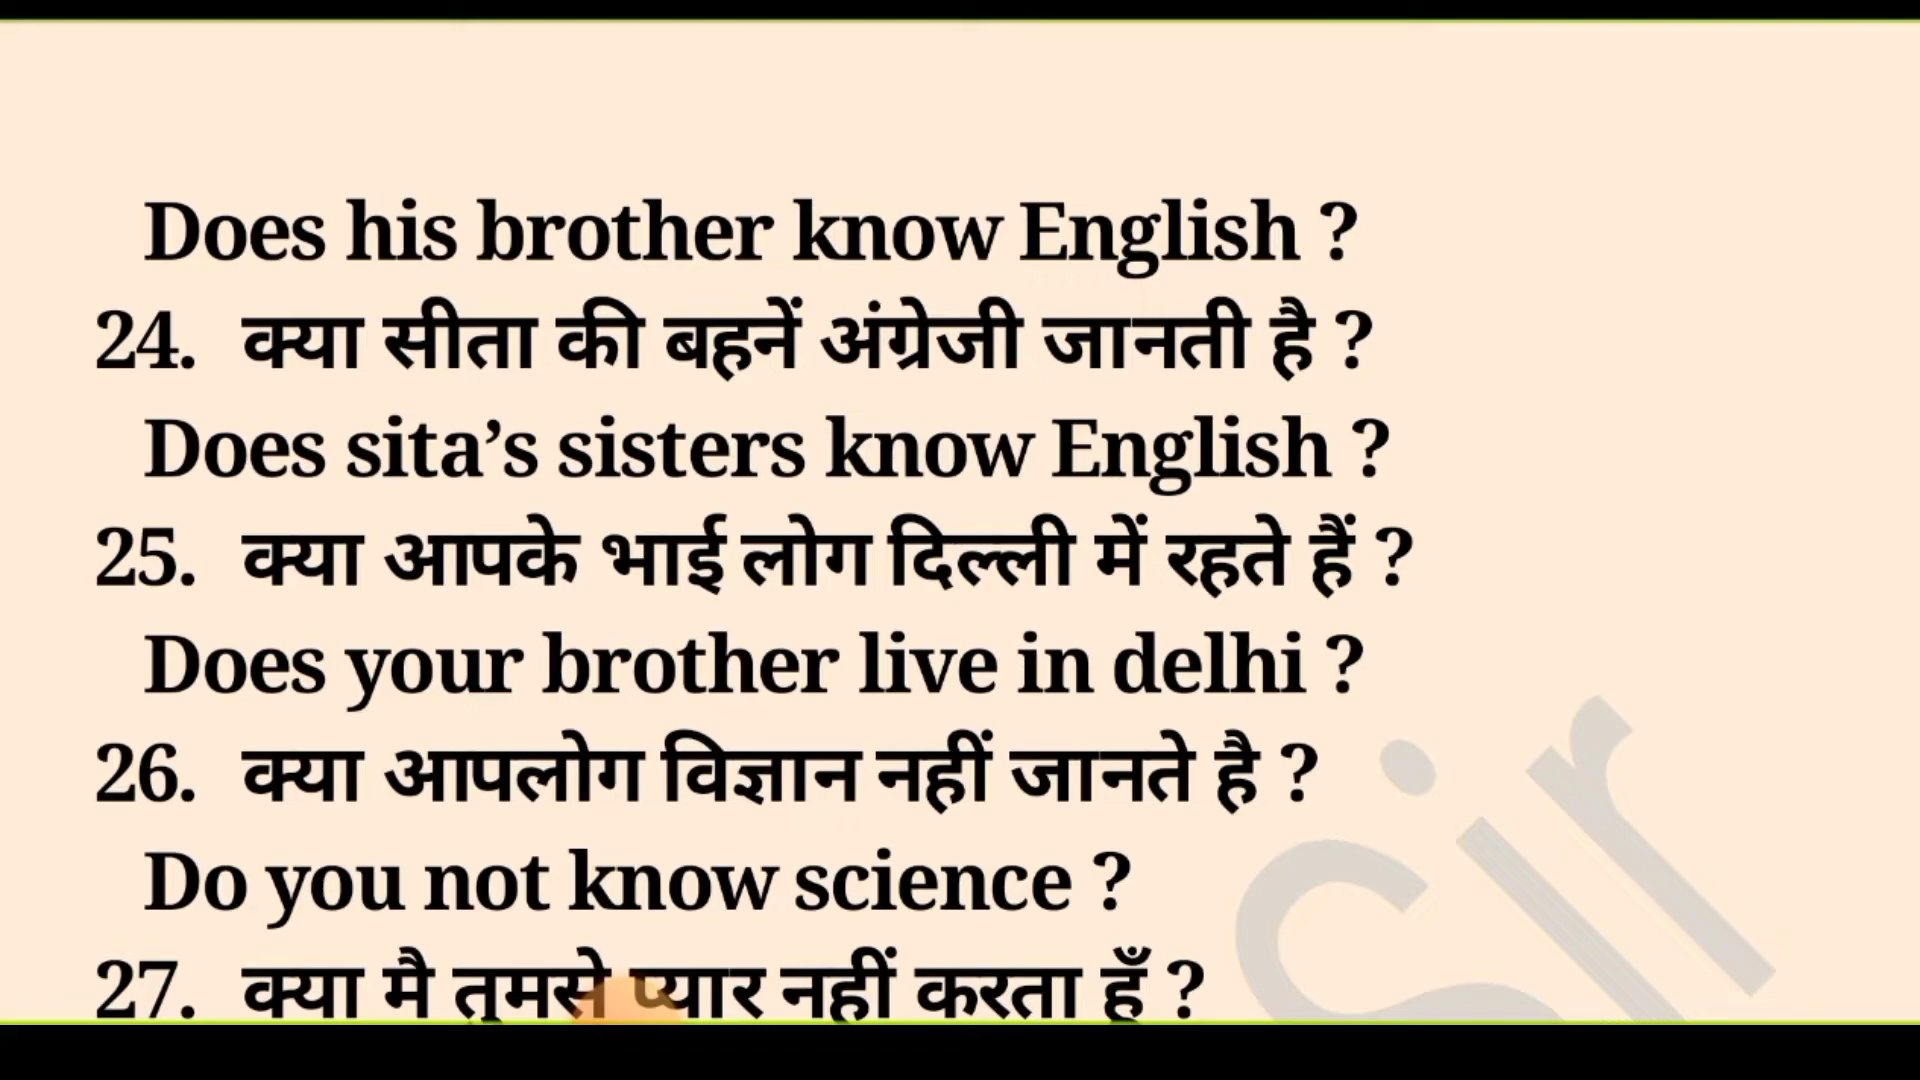 Does his brother know English ?
24. क्या सीता की बहनें अंग्रेजी जानती है ?
Does sita’s sisters know English ?
25. क्या आपके भाई लोग दिल्ली में रहते हैं ?
Does your brother live in delhi ?
26. क्या आपलोग विज्ञान नहीं जानते है ?
Do you not know science ?
27. क्या मै तुमसे प्यार नहीं करता हूँ ?
Sir